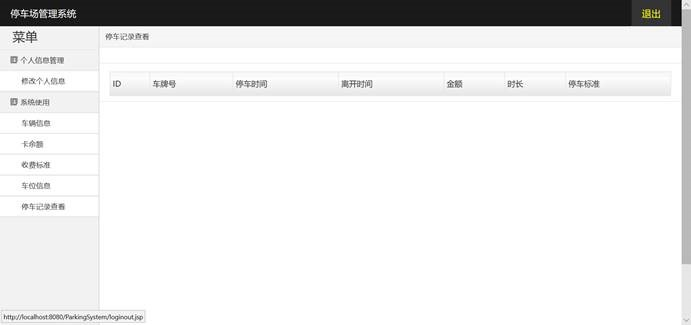 停车场管理系统
退出
菜单
停车记录查看
个人信息管理
修改个人信息
ID 车牌号 停车时间 离开时间 金额 时长 停车标准
系统使用
车辆信息
卡余额
收费标准
车位信息
停车记录查看
http://localhost:8080/ParkingSystem/loginout.jsp